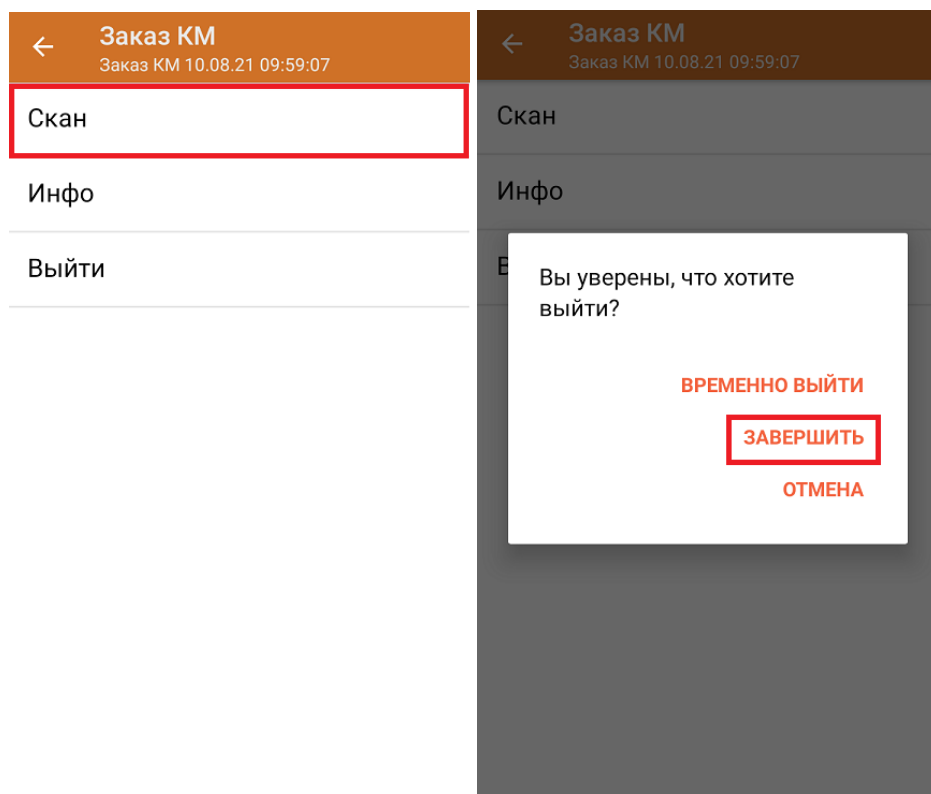 Заказ КМ
Заказ КМ 10.08.21 09:59:07
Скан
Инфо
Выйти
Заказ КМ
Заказ КМ 10.08.21 09:59:07
Скан
Инфо
В
Вы уверены, что хотите
выйти?
ВРЕМЕННО ВЫЙТИ
ЗАВЕРШИТЬ
ОТМЕНА